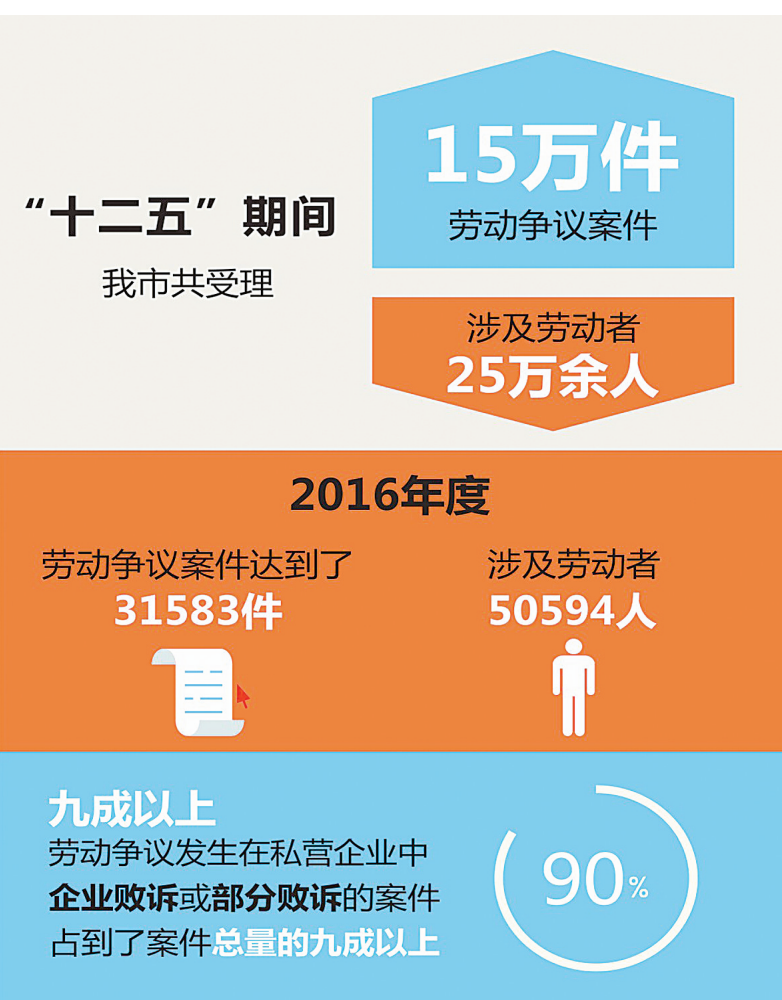 “十二五”期间
我市共受理
15万件
劳动争议案件
涉及劳动者
25万余人
2016年度
劳动争议案件达到了
31583件
涉及劳动者
50594人
九成以上
劳动争议发生在私营企业中
企业败诉或部分败诉的案件
占到了案件总量的九成以上
90%